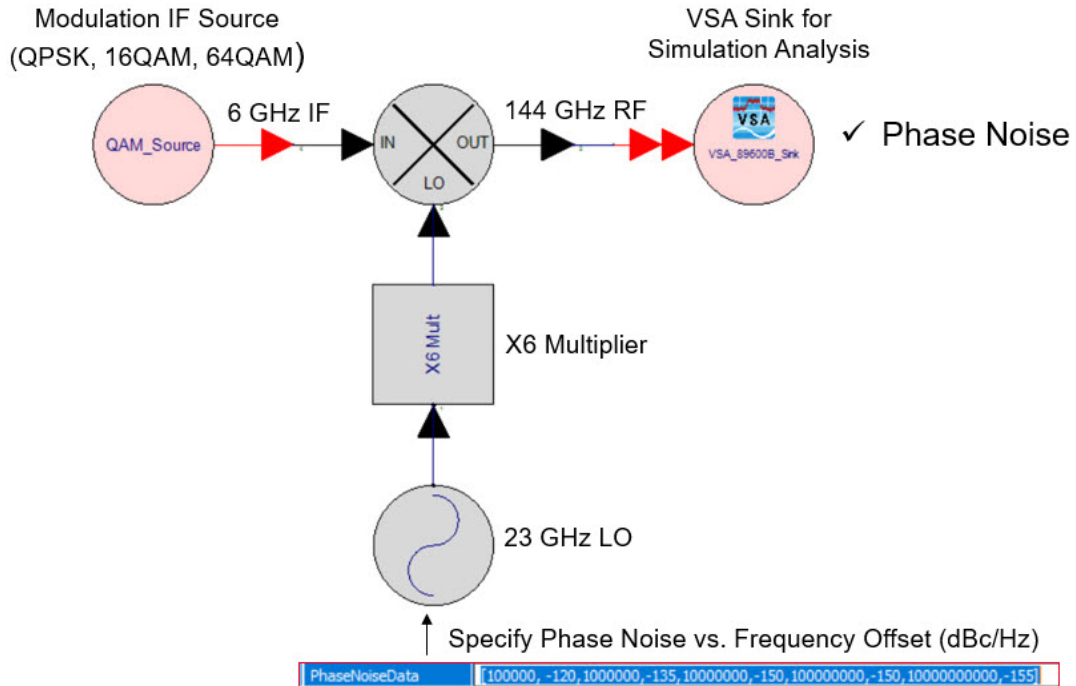 Modulation IF Source
(QPSK, 16QAM, 64QAM)
VSA Sink for
Simulation Analysis
6 GHz IF
144 GHz RF
QAM_Source
IN
OUT
LO
VSA
VSA_89600B_Sink
✓ Phase Noise
X6 Mult
X6 Multiplier
23 GHz LO
Specify Phase Noise vs. Frequency Offset (dBc/Hz)
PhaseNoiseData [100000, -120,1000000,-135,10000000,-150,100000000,-150,10000000000,-155]